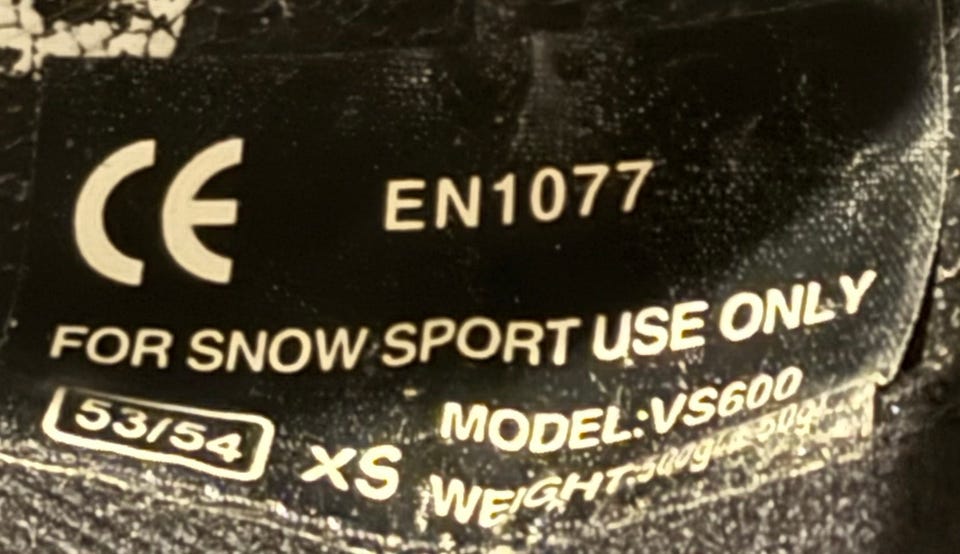 CE EN1077
FOR SNOW SPORT USE ONLY
53/54 XS MODEL:VS600
WEIGHT: